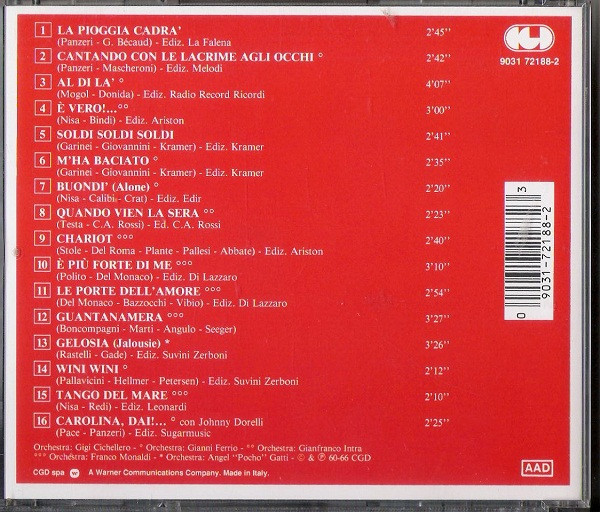 1 LA PIOGGIA CADRA' 2'45''
(Panzeri - G. Bécaud) - Ediz. La Falena
2 CANTANDO CON LE LACRIME AGLI OCCHI ° 2'42''
(Panzeri - Mascheroni) - Ediz. Melodi
3 AL DI LA' ° 4'07''
(Mogol - Donida) - Ediz. Radio Record Ricordi
4 È VERO!...°° 3'00''
(Nisa - Bindi) - Ediz. Ariston
5 SOLDI SOLDI SOLDI 2'41''
(Garinei - Giovannini - Kramer) - Ediz. Kramer
6 M'HA BACIATO ° 2'35''
(Garinei - Giovannini - Kramer) - Ediz. Kramer
7 BUONDI' (Alone) ° 2'20''
(Nisa - Calibi - Crat) - Ediz. Edir
8 QUANDO VIEN LA SERA °° 2'23''
(Testa - C.A. Rossi) - Ed. C.A. Rossi
9 CHARIOT °°° 2'40''
(Stole - Del Roma - Plante - Pallesi - Abbate) - Ediz. Ariston
10 È PIÙ FORTE DI ME °°° 3'10''
(Polito - Del Monaco) - Ediz. Di Lazzaro
11 LE PORTE DELL'AMORE °°° 2'54''
(Del Monaco - Bazzocchi - Vibio) - Ediz. Di Lazzaro
12 GUANTANAMERA °°° 3'27''
(Boncompagni - Marti - Angulo - Seeger)
13 GELOSIA (Jalousie) * 3'26''
(Rastelli - Gade) - Ediz. Suvini Zerboni
14 WINI WINI ° 2'12''
(Pallavicini - Hellmer - Petersen) - Ediz. Suvini Zerboni
15 TANGO DEL MARE °°° 2'10''
(Nisa - Redi) - Ediz. Leonardi
16 CAROLINA, DAI!... ° con Johnny Dorelli 2'25''
(Pace - Panzeri) - Ediz. Sugarmusic
Orchestra: Gigi Cichellero - ° Orchestra: Gianni Ferrio - °° Orchestra: Gianfranco Intra
°°° Orchestra: Franco Monaldi - * Orchestra: Angel "Pocho" Gatti - © & ℗ 60-66 CGD
CGD spa A Warner Communications Company. Made in Italy.
9031 72188-2
3
0
9031-72188-2
AAD